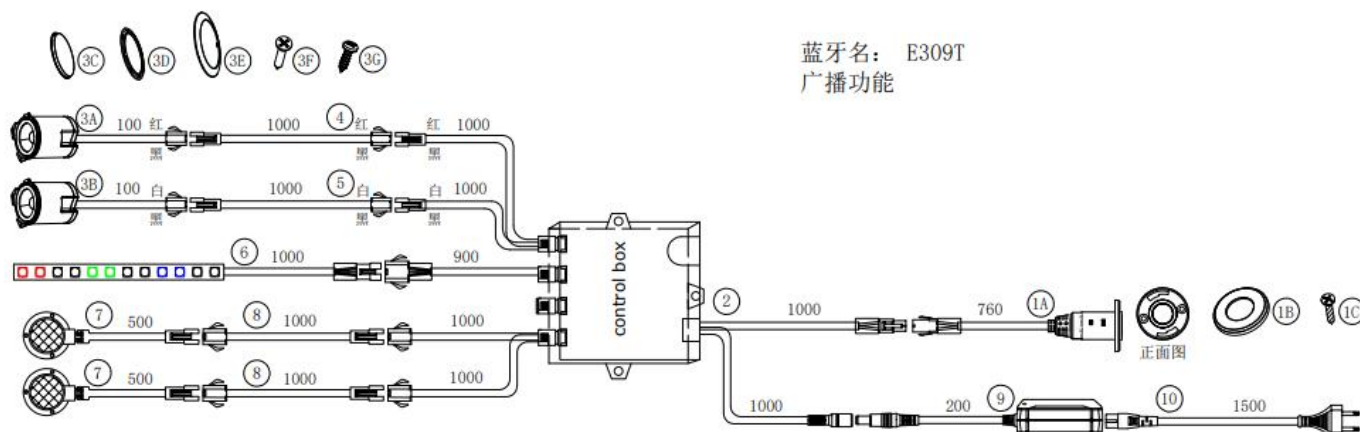 蓝牙名： E309T
广播功能
3C 3D 3E 3F 3G
3A 100 红 1000 4 红 红 1000
黑 黑 黑
3B 100 白 1000 5 白 白 1000
黑 黑 黑
6 1000 900
control box
7 500 8 1000 1000
7 500 8 1000 1000
2 1000 760 1A 1B 1C
正面图
1000 200 9 10 1500